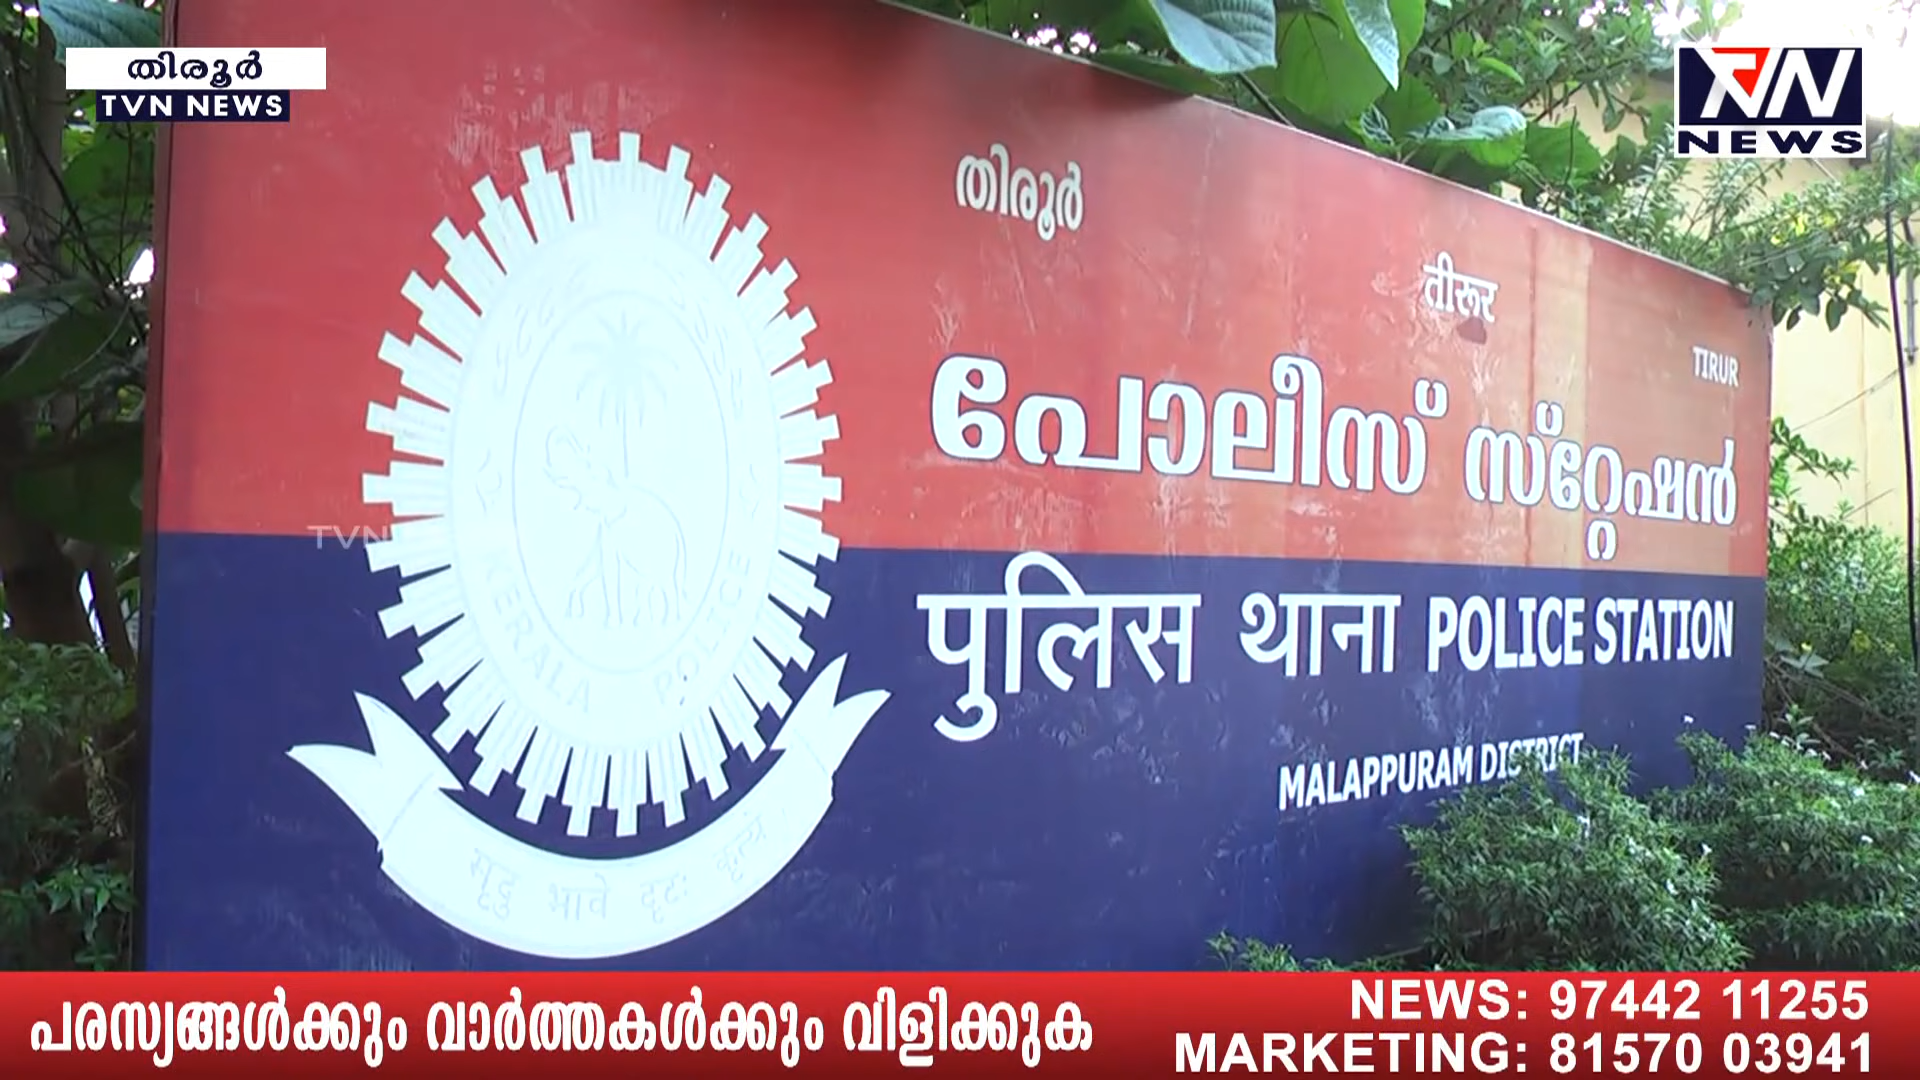 തിരൂർ
TVN NEWS
TVN
NEWS
തിരൂർ
तीरूर
TIRUR
പോലീസ് സ്റ്റേഷൻ
पुलिस थाना POLICE STATION
MALAPPURAM DISTRICT
KERALA POLICE
मृदु भावे दृढ कृत्ये
TVN
പരസ്യങ്ങൾക്കും വാർത്തകൾക്കും വിളിക്കുക
NEWS: 97442 11255
MARKETING: 81570 03941